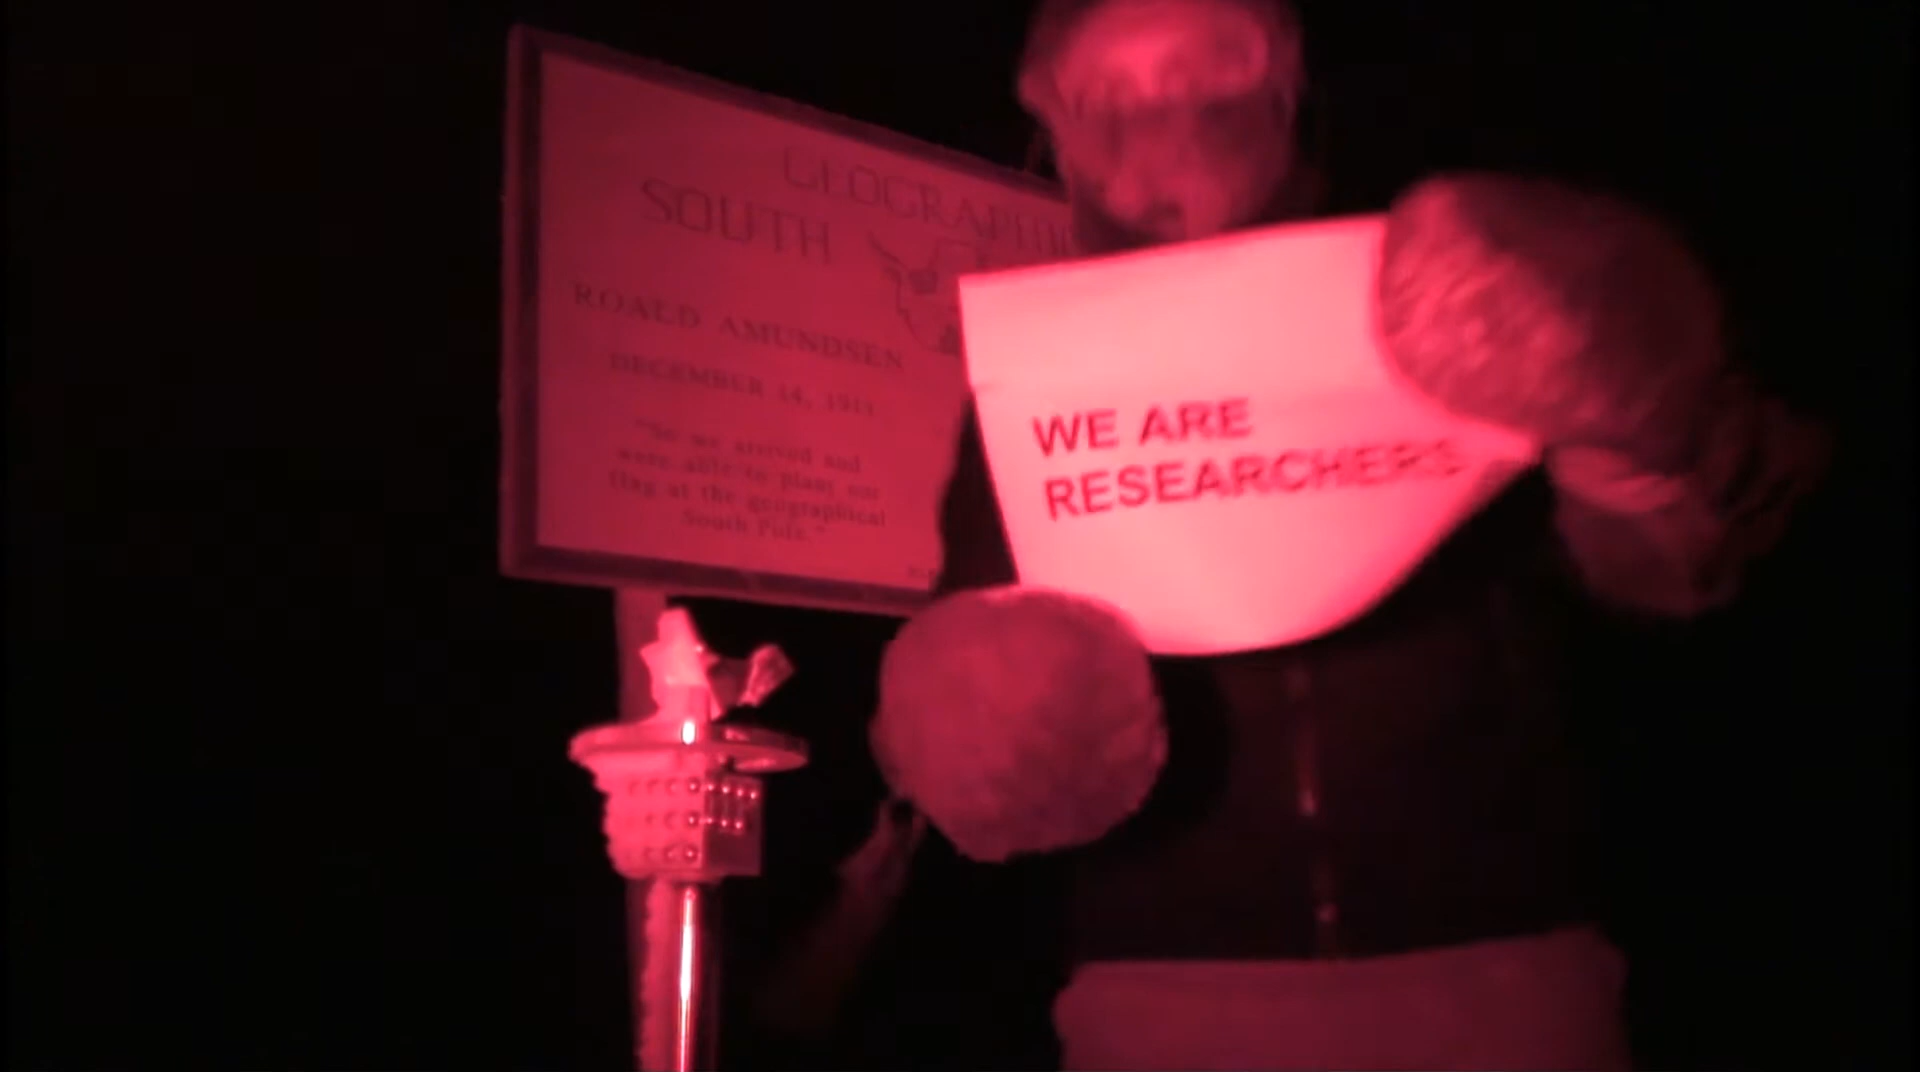 GEOGRAPHIC
SOUTH
ROALD AMUNDSEN
DECEMBER 14, 1911
"So we arrived and
were able to plant our
flag at the geographical
South Pole."
WE ARE
RESEARCHERS